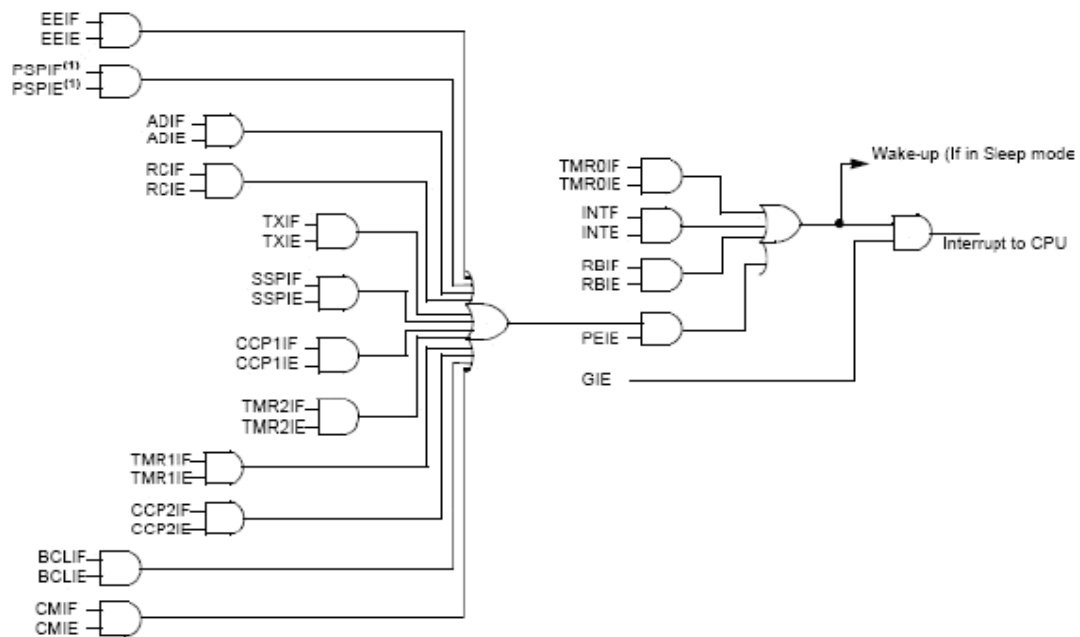 EEIF
EEIE
PSPIF(1)
PSPIE(1)
ADIF
ADIE
RCIF
RCIE
TXIF
TXIE
SSPIF
SSPIE
CCP1IF
CCP1IE
TMR2IF
TMR2IE
TMR1IF
TMR1IE
CCP2IF
CCP2IE
BCLIF
BCLIE
CMIF
CMIE
TMR0IF
TMR0IE
INTF
INTE
RBIF
RBIE
PEIE
GIE
Wake-up (If in Sleep mode
Interrupt to CPU